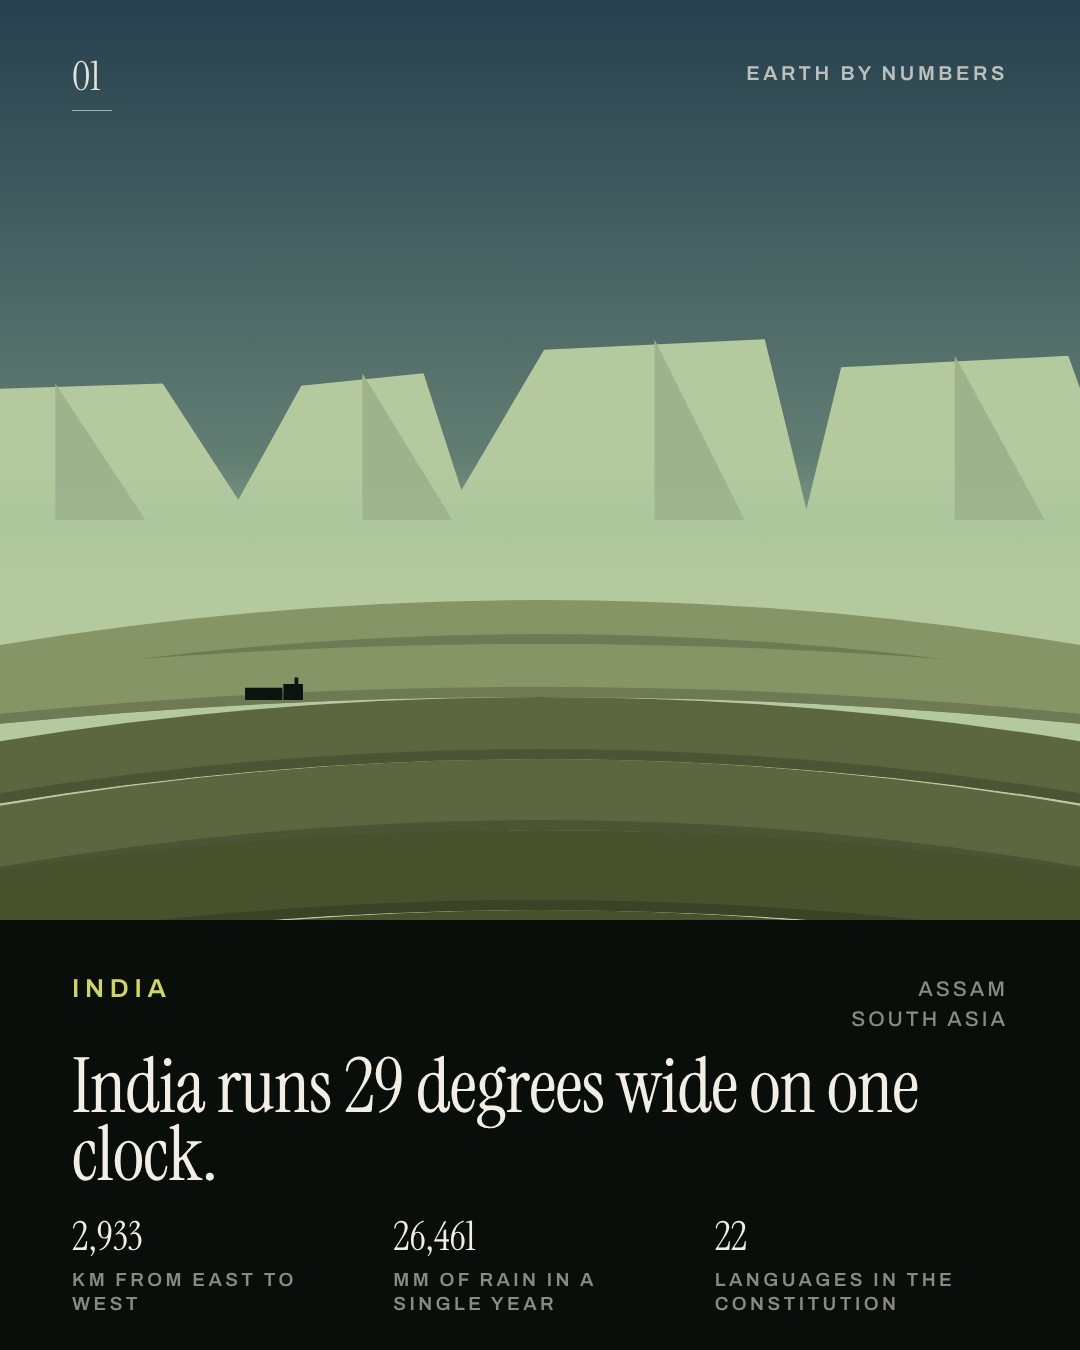 01
EARTH BY NUMBERS
INDIA
ASSAM
SOUTH ASIA
India runs 29 degrees wide on one
clock.
2,933
KM FROM EAST TO
WEST
26,461
MM OF RAIN IN A
SINGLE YEAR
22
LANGUAGES IN THE
CONSTITUTION